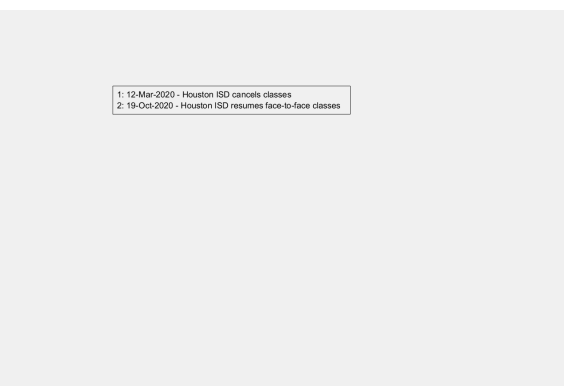 1: 12-Mar-2020 - Houston ISD cancels classes
2: 19-Oct-2020 - Houston ISD resumes face-to-face classes